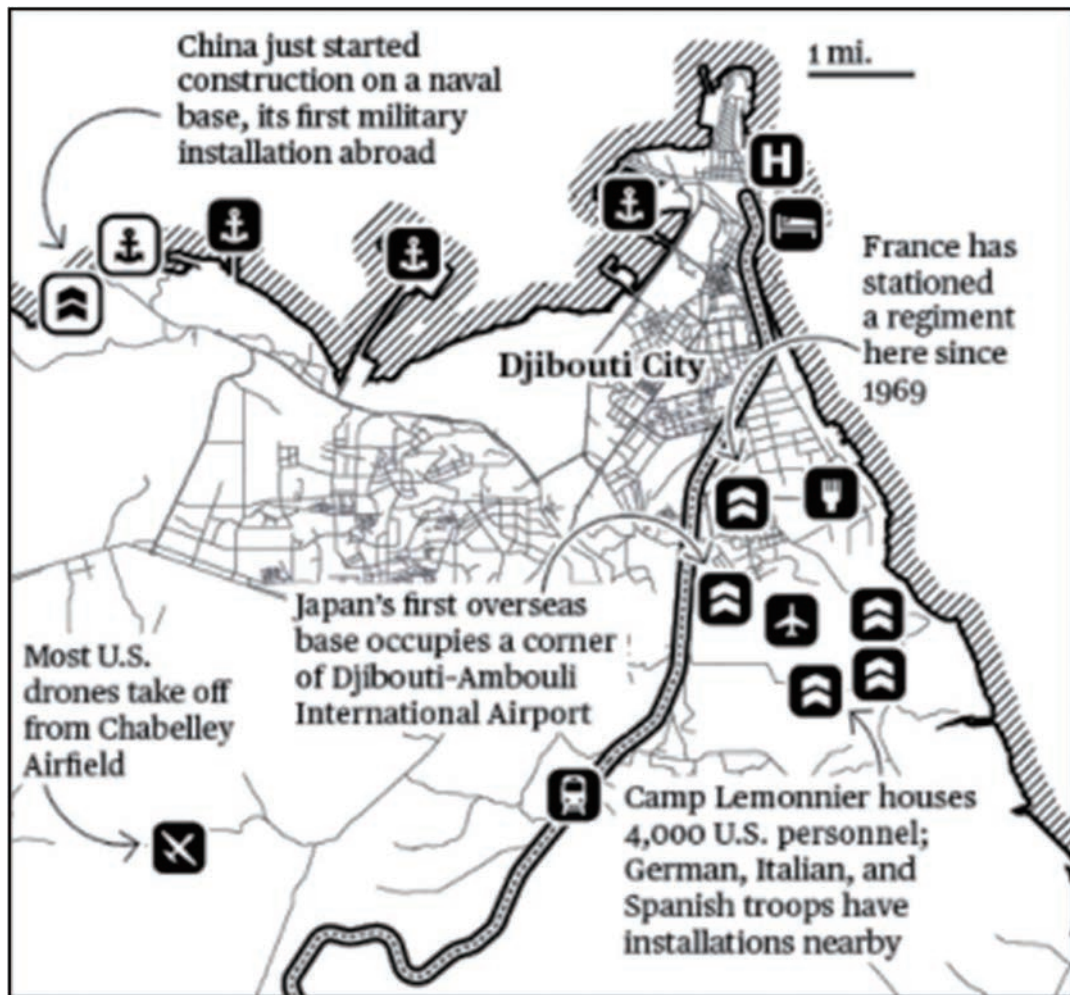 China just started
construction on a naval
base, its first military
installation abroad
1 mi.
H
France has
stationed
a regiment
here since
1969
Djibouti City
Japan's first overseas
base occupies a corner
of Djibouti-Ambouli
International Airport
Most U.S.
drones take off
from Chabelley
Airfield
Camp Lemonnier houses
4,000 U.S. personnel;
German, Italian, and
Spanish troops have
installations nearby